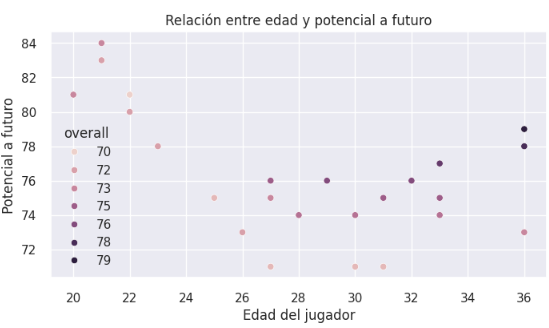 Relación entre edad y potencial a futuro
84
82
80
78
76
74
72
Potencial a futuro
overall
70
72
73
75
76
78
79
20 22 24 26 28 30 32 34 36
Edad del jugador